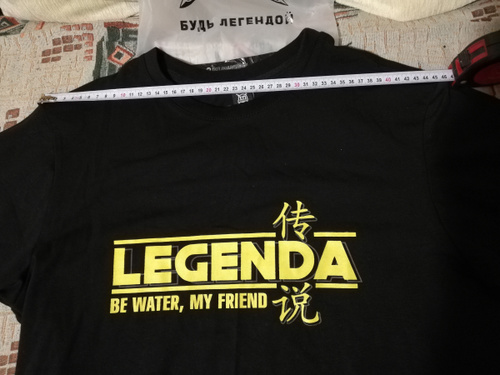 БУДЬ ЛЕГЕНДОЙ
传
LEGENDA
BE WATER, MY FRIEND
说